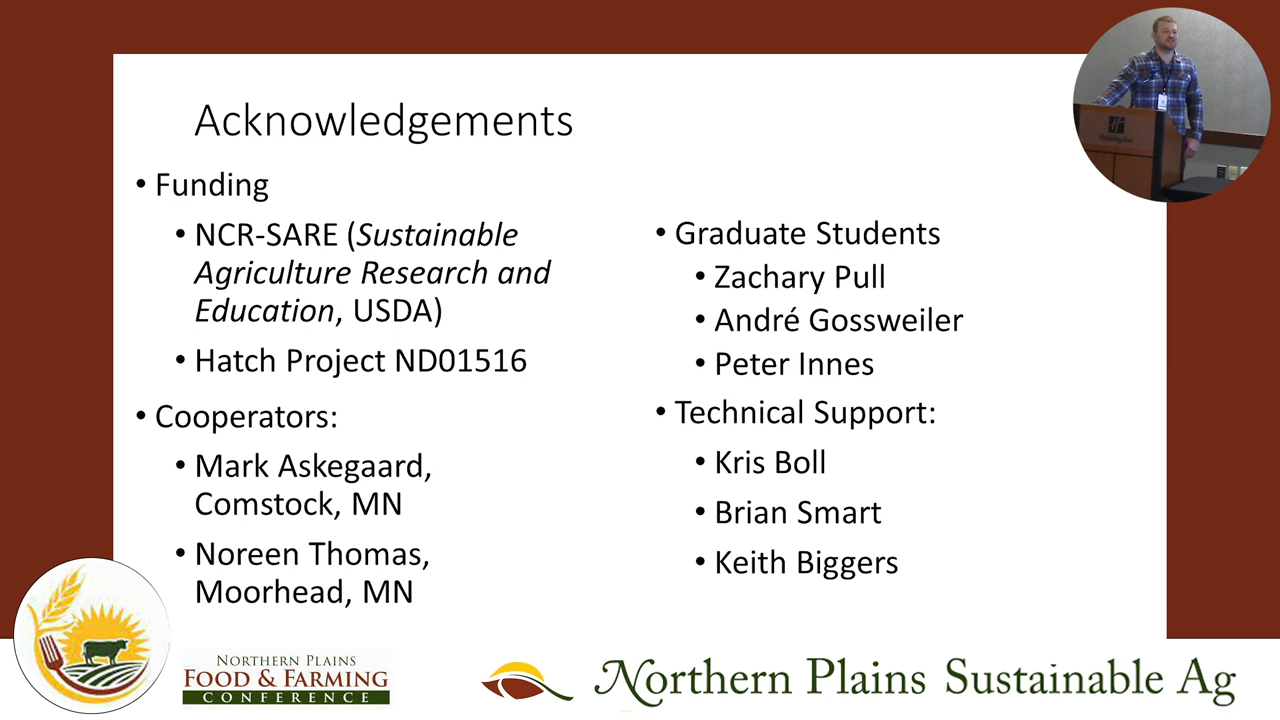 Acknowledgements
• Funding
• NCR-SARE (Sustainable
Agriculture Research and
Education, USDA)
• Hatch Project ND01516
• Cooperators:
• Mark Askegaard,
Comstock, MN
• Noreen Thomas,
Moorhead, MN
• Graduate Students
• Zachary Pull
• André Gossweiler
• Peter Innes
• Technical Support:
• Kris Boll
• Brian Smart
• Keith Biggers
Holiday Inn
NORTHERN PLAINS
FOOD & FARMING
CONFERENCE
Northern Plains Sustainable Ag